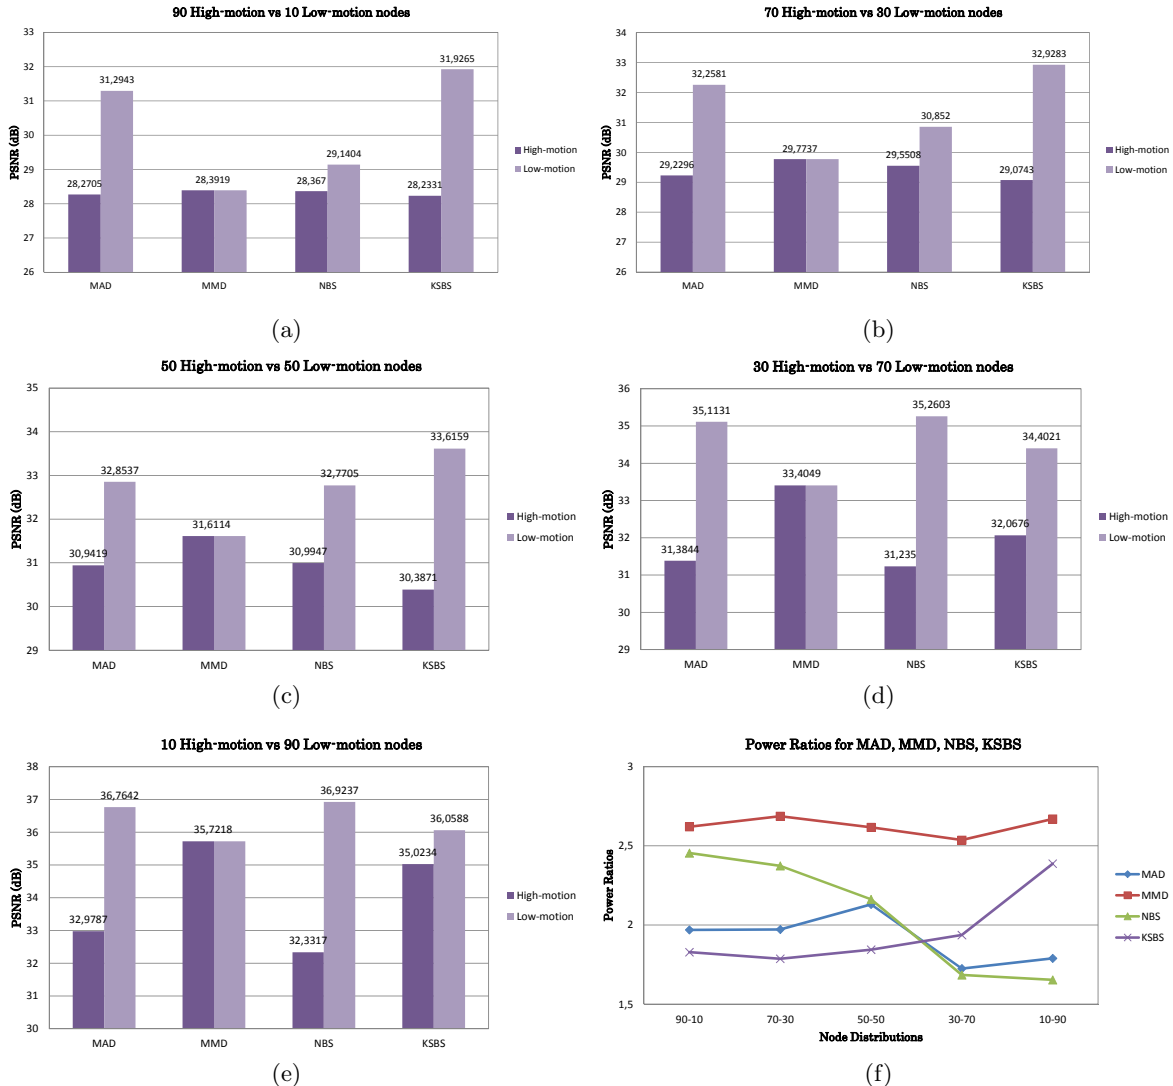 90 High-motion vs 10 Low-motion nodes
33
32
31
30
29
28
27
26
PSNR (dB)
31,2943
28,2705
28,3919
28,367
29,1404
28,2331
31,9265
MAD
MMD
NBS
KSBS
High-motion
Low-motion
(a)
70 High-motion vs 30 Low-motion nodes
34
33
32
31
30
29
28
27
26
PSNR (dB)
29,2296
32,2581
29,7737
29,5508
30,852
29,0743
32,9283
MAD
MMD
NBS
KSBS
High-motion
Low-motion
(b)
50 High-motion vs 50 Low-motion nodes
35
34
33
32
31
30
29
PSNR (dB)
30,9419
32,8537
31,6114
30,9947
32,7705
30,3871
33,6159
MAD
MMD
NBS
KSBS
High-motion
Low-motion
(c)
30 High-motion vs 70 Low-motion nodes
36
35
34
33
32
31
30
29
PSNR (dB)
31,3844
35,1131
33,4049
31,235
35,2603
32,0676
34,4021
MAD
MMD
NBS
KSBS
High-motion
Low-motion
(d)
10 High-motion vs 90 Low-motion nodes
38
37
36
35
34
33
32
31
30
PSNR (dB)
32,9787
36,7642
35,7218
32,3317
36,9237
35,0234
36,0588
MAD
MMD
NBS
KSBS
High-motion
Low-motion
(e)
Power Ratios for MAD, MMD, NBS, KSBS
3
2,5
2
1,5
Power Ratios
90-10
70-30
50-50
30-70
10-90
Node Distributions
MAD
MMD
NBS
KSBS
(f)